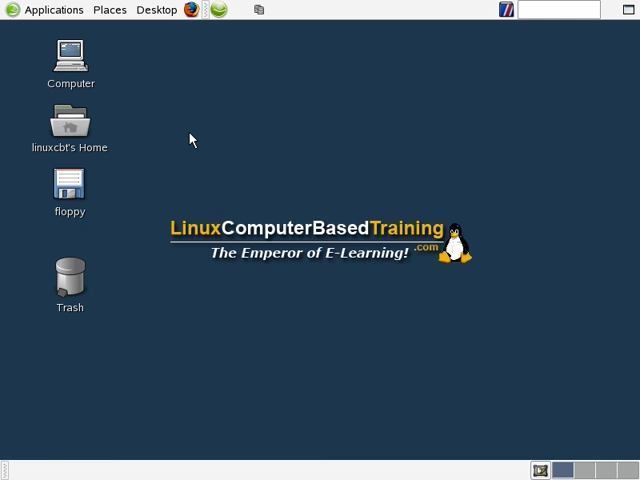 Applications Places Desktop
Computer
linuxcbt's Home
floppy
LinuxComputerBasedTraining
.com
The Emperor of E-Learning!
Trash